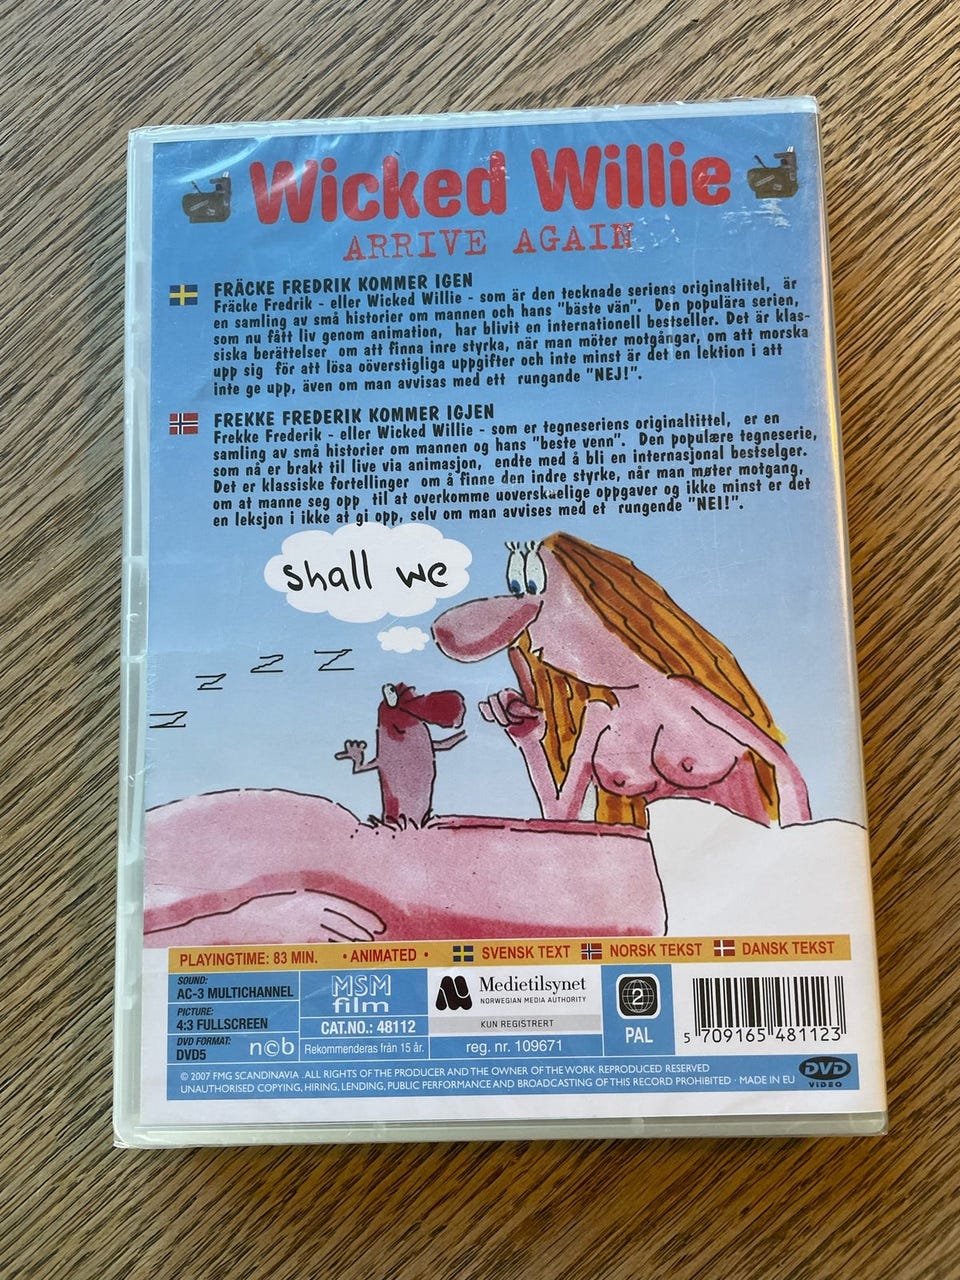 Wicked Willie
ARRIVE AGAIN
FRÄCKE FREDRIK KOMMER IGEN
Fräcke Fredrik - eller Wicked Willie - som är den tecknade seriens originaltitel, är
en samling av små historier om mannen och hans "bäste vän". Den populära serien,
som nu fått liv genom animation, har blivit en internationell bestseller. Det är klas-
siska berättelser om att finna inre styrka, när man möter motgångar, om att morska
upp sig för att lösa oöverstigliga uppgifter och inte minst är det en lektion i att
inte ge upp, även om man avvisas med ett rungande "NEJ!".
FREKKE FREDERIK KOMMER IGJEN
Frekke Frederik - eller Wicked Willie - som er tegneseriens originaltittel, er en
samling av små historier om mannen og hans "beste venn". Den populære tegneserie,
som nå er brakt til live via animasjon, endte med å bli en internasjonal bestselger.
Det er klassiske fortellinger om å finne den indre styrke, når man møter motgang,
om at manne seg opp til at overkomme uoverskuelige oppgaver og ikke minst er det
en leksjon i ikke at gi opp, selv om man avvises med et rungende "NEI!".
shall we
Z Z Z Z
PLAYINGTIME: 83 MIN. • ANIMATED • SVENSK TEXT NORSK TEKST DANSK TEKST
SOUND:
AC-3 MULTICHANNEL
PICTURE:
4:3 FULLSCREEN
DVD FORMAT:
DVD5
ncb
MSM
film
CAT.NO.: 48112
Rekommenderas från 15 år.
Medietilsynet
NORWEGIAN MEDIA AUTHORITY
KUN REGISTRERT
reg. nr. 109671
2
PAL
5 709165 481123
© 2007 FMG SCANDINAVIA . ALL RIGHTS OF THE PRODUCER AND THE OWNER OF THE WORK REPRODUCED RESERVED
UNAUTHORISED COPYING, HIRING, LENDING, PUBLIC PERFORMANCE AND BROADCASTING OF THIS RECORD PROHIBITED · MADE IN EU
DVD
VIDEO